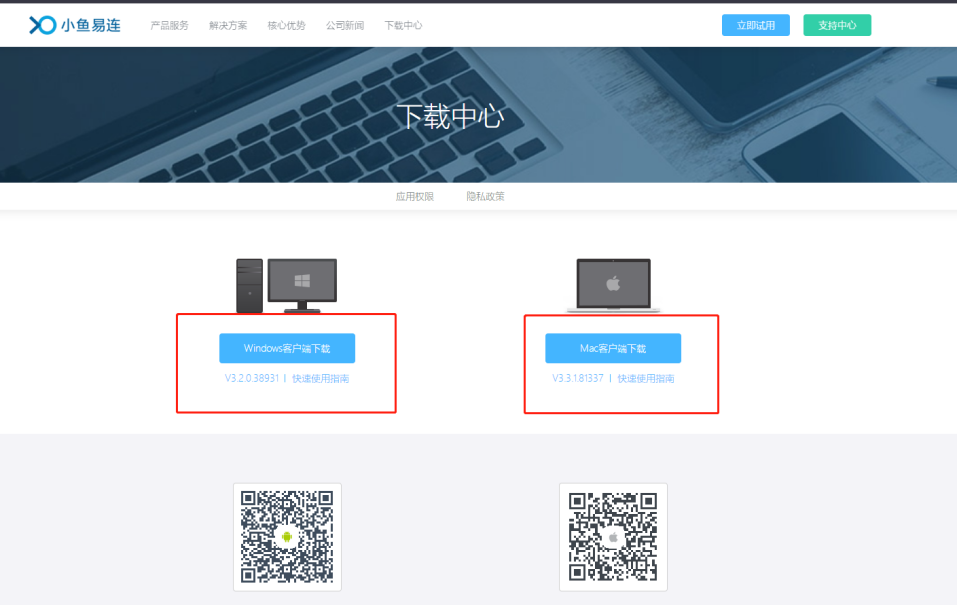 小鱼易连 产品服务 解决方案 核心优势 公司新闻 下载中心 立即试用 支持中心
下载中心
应用权限 隐私政策
Windows客户端下载 Mac客户端下载
V3.2.0.38931 | 快速使用指南 V3.3.1.81337 | 快速使用指南